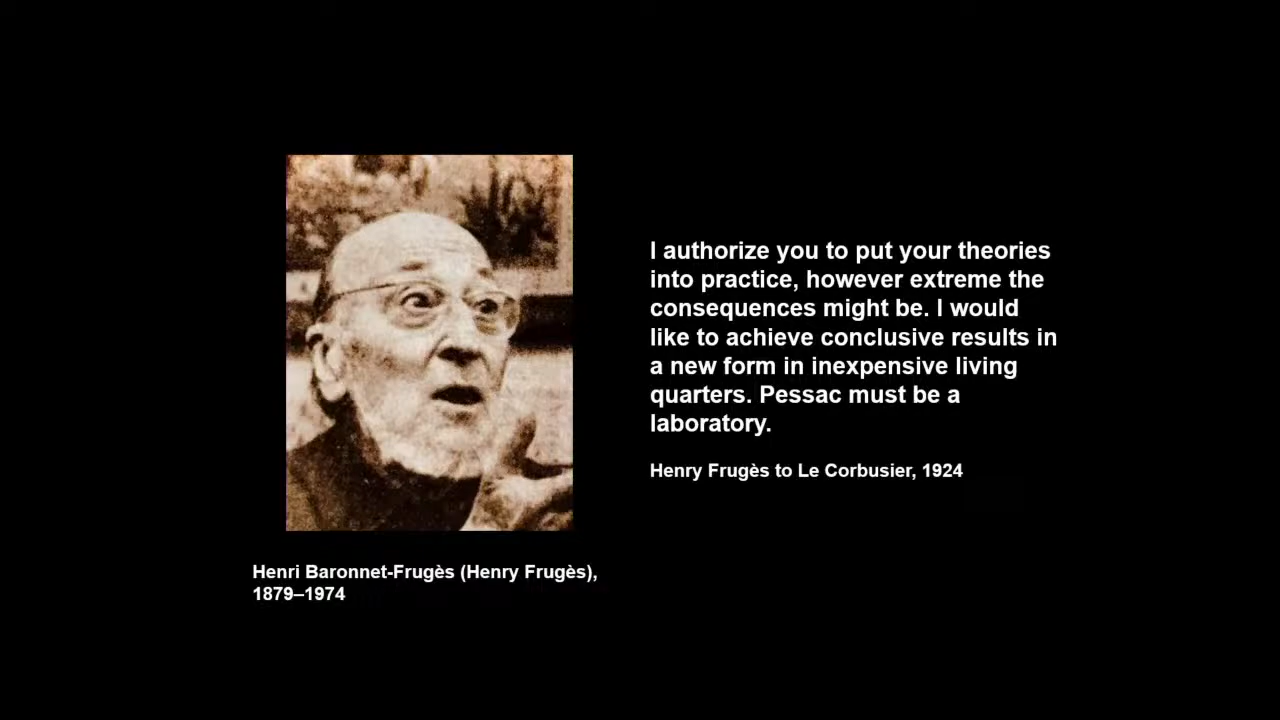 I authorize you to put your theories
into practice, however extreme the
consequences might be. I would
like to achieve conclusive results in
a new form in inexpensive living
quarters. Pessac must be a
laboratory.
Henry Frugès to Le Corbusier, 1924
Henri Baronnet-Frugès (Henry Frugès),
1879–1974